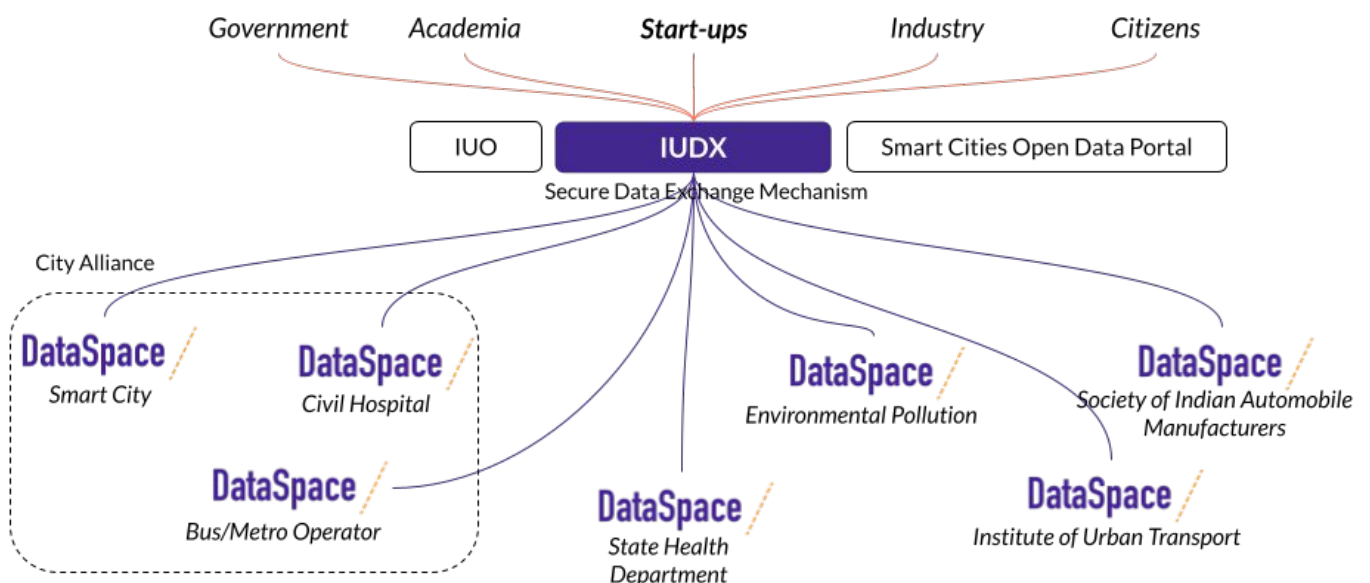 Government
Academia
Start-ups
Industry
Citizens
IUO
IUDX
Smart Cities Open Data Portal
Secure Data Exchange Mechanism
City Alliance
DataSpace
Smart City
DataSpace
Civil Hospital
DataSpace
Environmental Pollution
DataSpace
Society of Indian Automobile
Manufacturers
DataSpace
Bus/Metro Operator
DataSpace
State Health
Department
DataSpace
Institute of Urban Transport